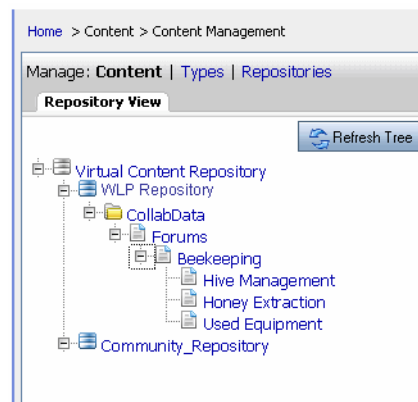 Home > Content > Content Management
Manage: Content | Types | Repositories
Repository View
Refresh Tree
Virtual Content Repository
WLP Repository
CollabData
Forums
Beekeeping
Hive Management
Honey Extraction
Used Equipment
Community_Repository